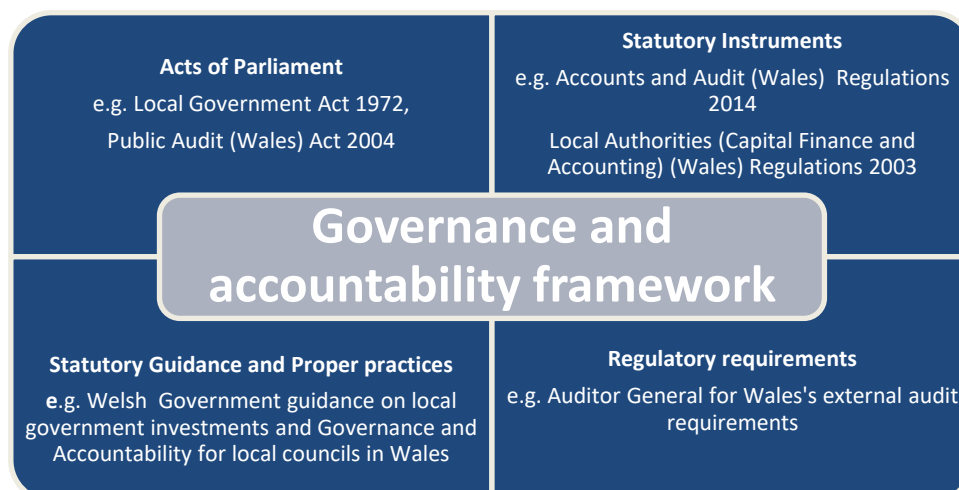 Acts of Parliament
e.g. Local Government Act 1972,
Public Audit (Wales) Act 2004
Statutory Instruments
e.g. Accounts and Audit (Wales)  Regulations
2014
Local Authorities (Capital Finance and
Accounting) (Wales) Regulations 2003
Governance and
accountability framework
Statutory Guidance and Proper practices
e.g. Welsh  Government guidance on local
government investments and Governance and
Accountability for local councils in Wales
Regulatory requirements
e.g. Auditor General for Wales's external audit
requirements